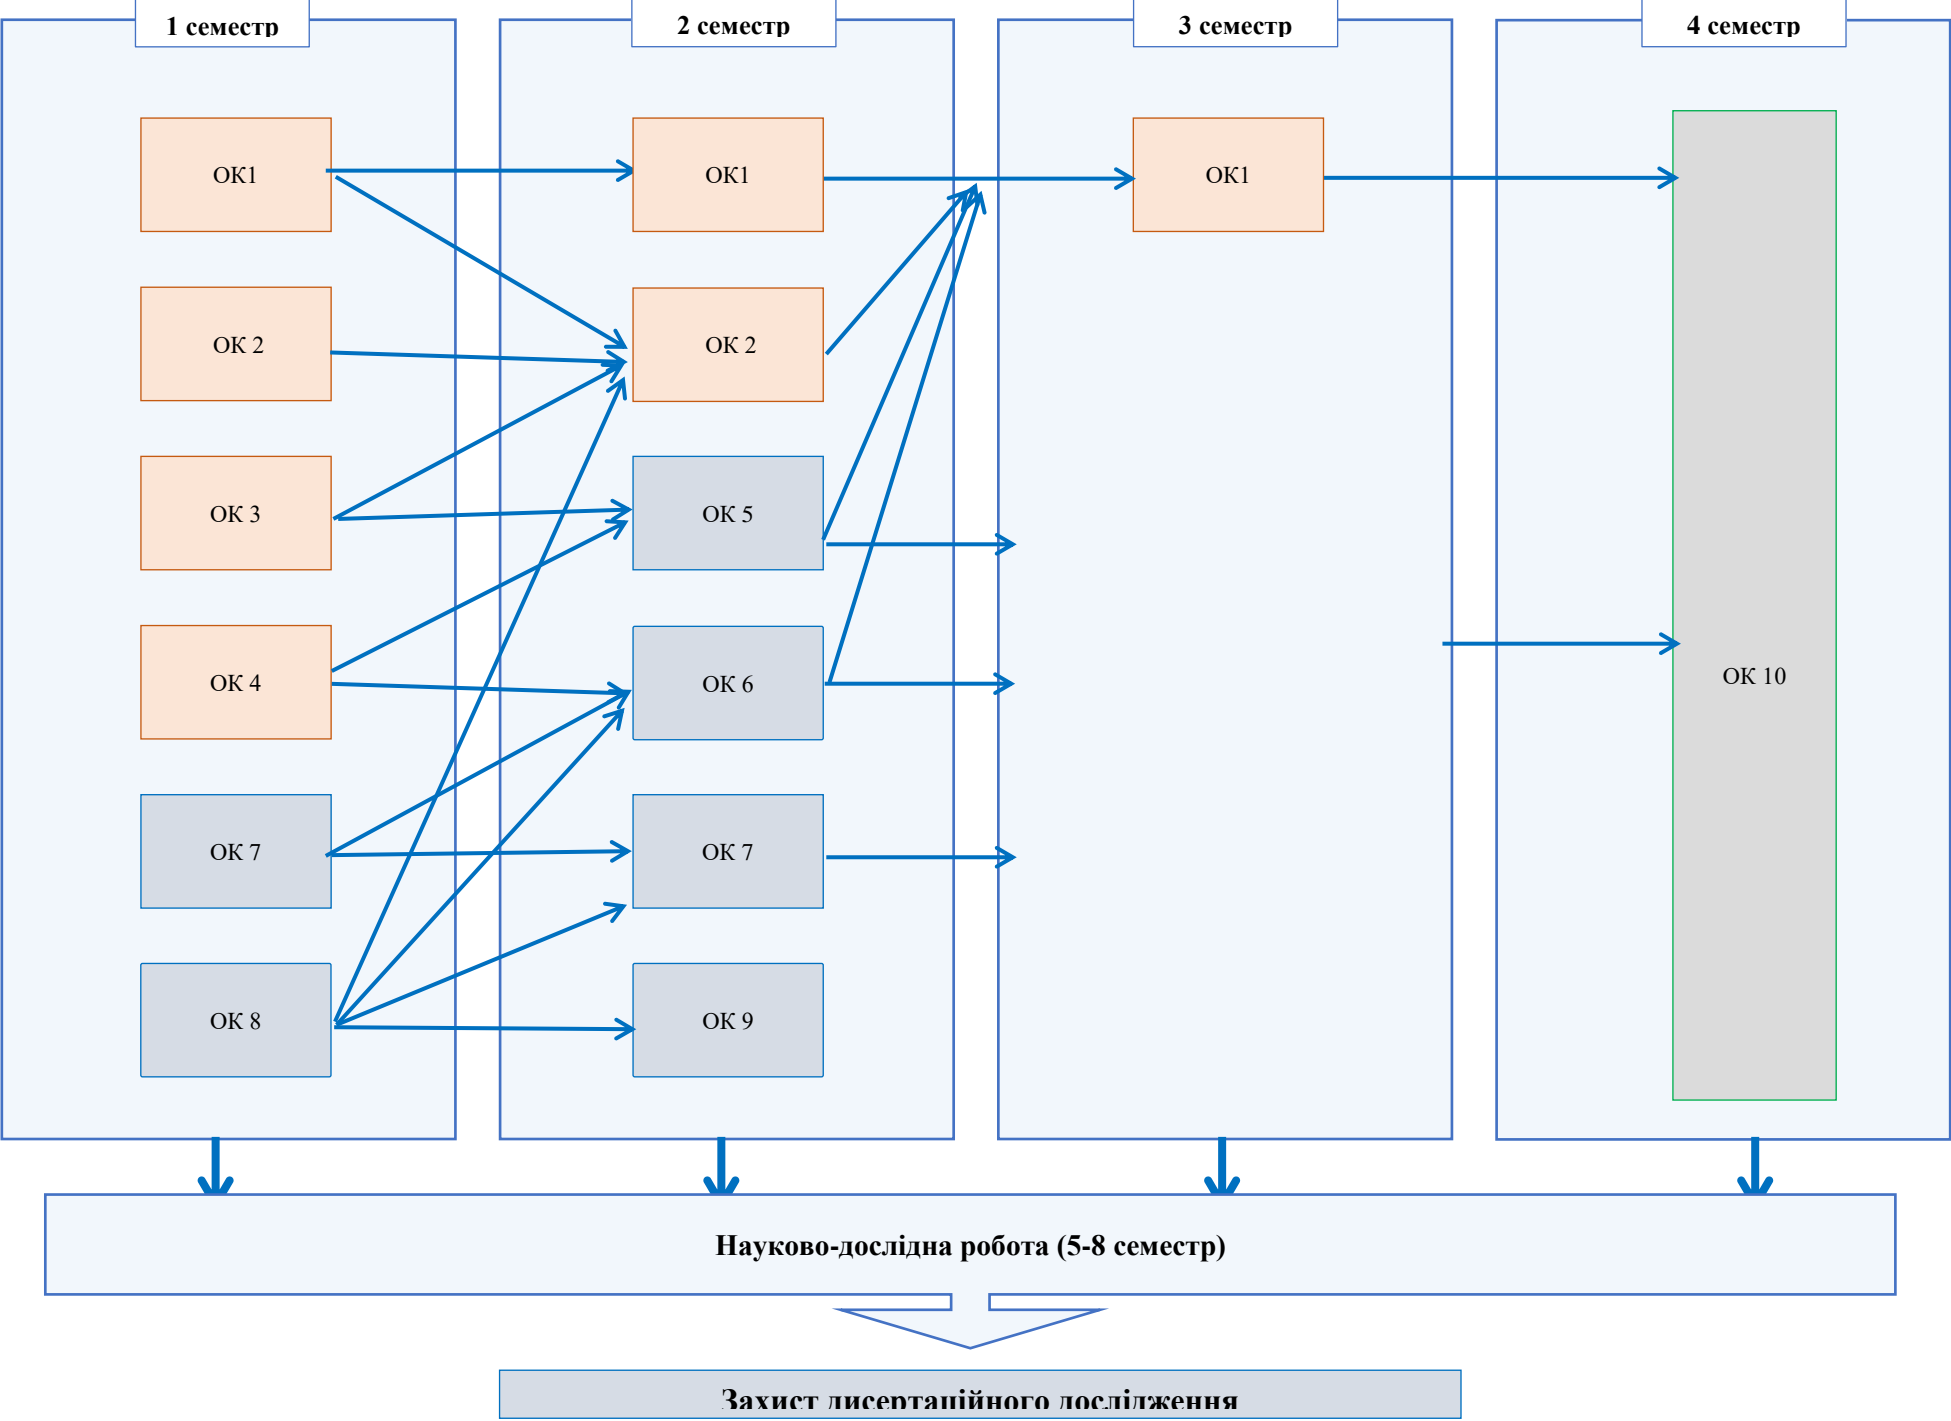 1 семестр
2 семестр
3 семестр
4 семестр
ОК1
ОК1
ОК1
ОК 2
ОК 2
ОК 3
ОК 5
ОК 4
ОК 6
ОК 10
ОК 7
ОК 7
ОК 8
ОК 9
Науково-дослідна робота (5-8 семестр)
Захист дисертаційного дослідження